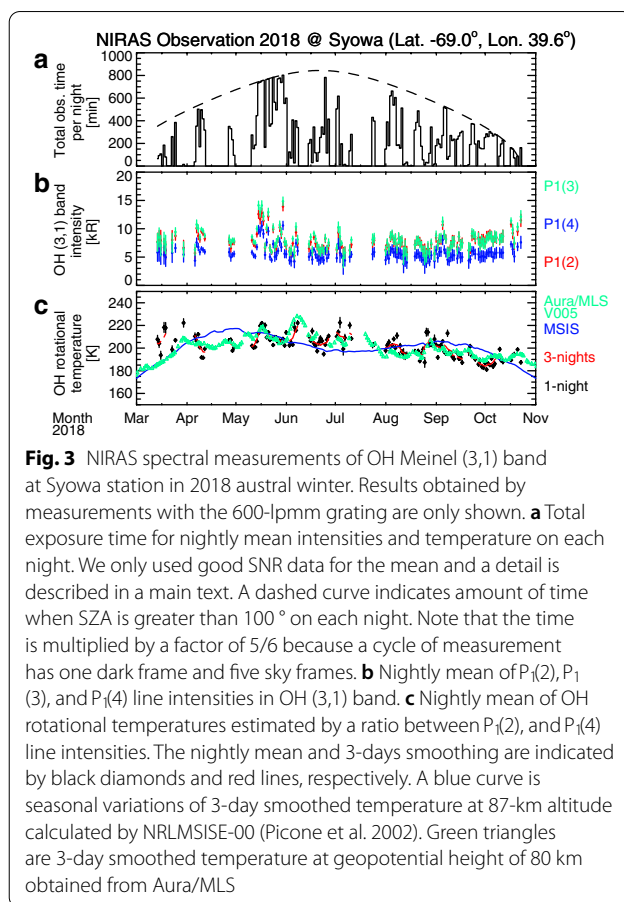 NIRAS Observation 2018 @ Syowa (Lat. -69.0°, Lon. 39.6°)
a
Total obs. time
per night
[min]
1000
800
600
400
200
0
b
OH (3,1) band
intensity
[kR]
20
15
10
5
0
P1(3)
P1(4)
P1(2)
c
OH rotational
temperature
[K]
220
200
180
160
Aura/MLS
V005
MSIS
3-nights
1-night
Month
2018
Mar Apr May Jun Jul Aug Sep Oct Nov
Fig. 3 NIRAS spectral measurements of OH Meinel (3,1) band
at Syowa station in 2018 austral winter. Results obtained by
measurements with the 600-lpmm grating are only shown. a Total
exposure time for nightly mean intensities and temperature on each
night. We only used good SNR data for the mean and a detail is
described in a main text. A dashed curve indicates amount of time
when SZA is greater than 100 ° on each night. Note that the time
is multiplied by a factor of 5/6 because a cycle of measurement
has one dark frame and five sky frames. b Nightly mean of P₁(2), P₁
(3), and P₁(4) line intensities in OH (3,1) band. c Nightly mean of OH
rotational temperatures estimated by a ratio between P₁(2), and P₁(4)
line intensities. The nightly mean and 3-days smoothing are indicated
by black diamonds and red lines, respectively. A blue curve is
seasonal variations of 3-day smoothed temperature at 87-km altitude
calculated by NRLMSISE-00 (Picone et al. 2002). Green triangles
are 3-day smoothed temperature at geopotential height of 80 km
obtained from Aura/MLS